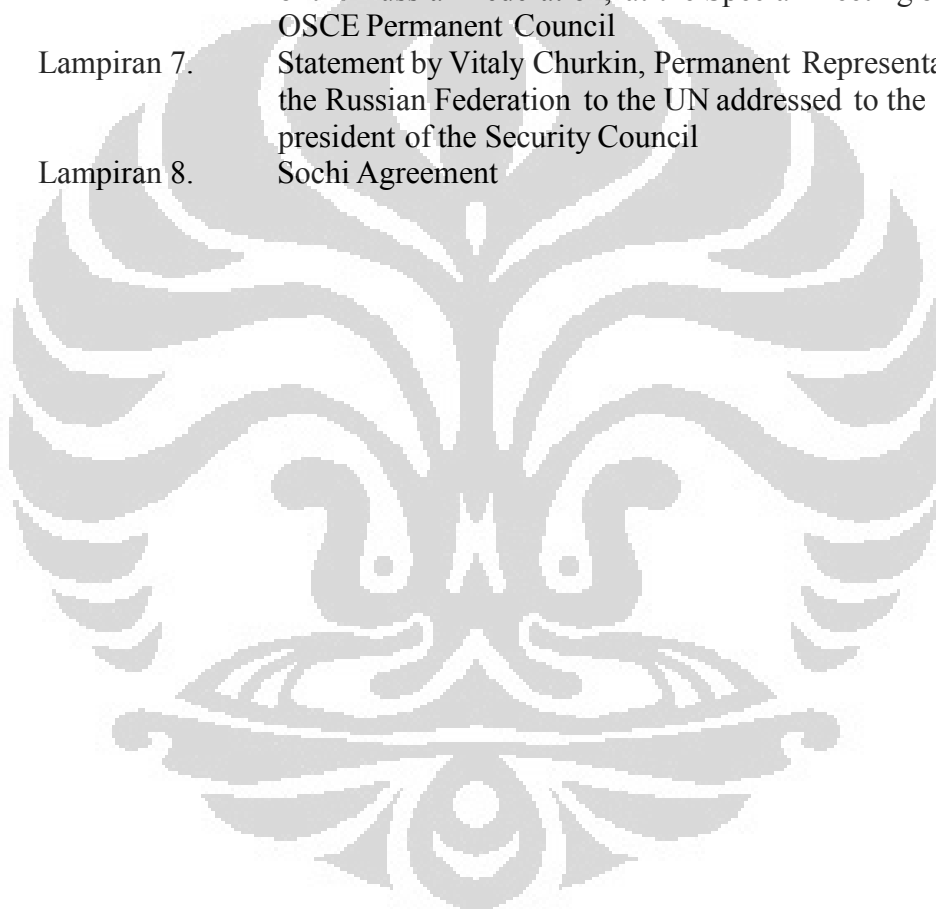 OSCE Permanent Council
Lampiran 7. Statement by Vitaly Churkin, Permanent
the Russian Federation to the UN addressed to the
president of the Security Council
Lampiran 8. Sochi Agreement